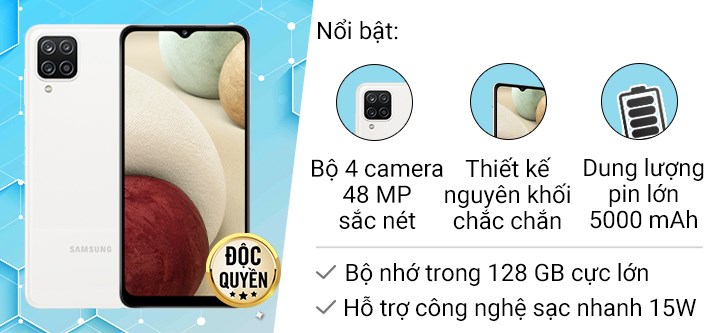 SAMSUNG
ĐỘC
QUYỀN
Nổi bật:
Bộ 4 camera
48 MP
sắc nét
Thiết kế
nguyên khối
chắc chắn
Dung lượng
pin lớn
5000 mAh
Bộ nhớ trong 128 GB cực lớn
Hỗ trợ công nghệ sạc nhanh 15W